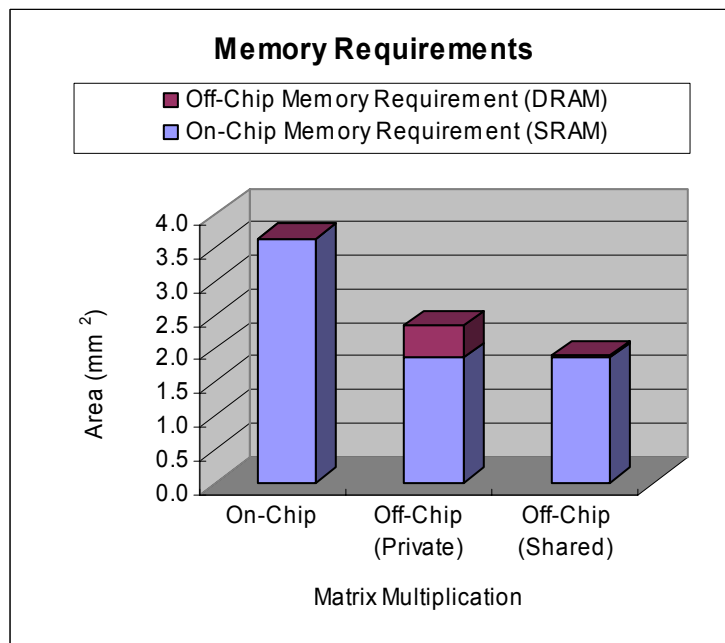 Memory Requirements
Off-Chip Memory Requirement (DRAM)
On-Chip Memory Requirement (SRAM)
4.0
3.5
3.0
2.5
2.0
1.5
1.0
0.5
0.0
Area (mm ²)
On-Chip
Off-Chip
(Private)
Off-Chip
(Shared)
Matrix Multiplication